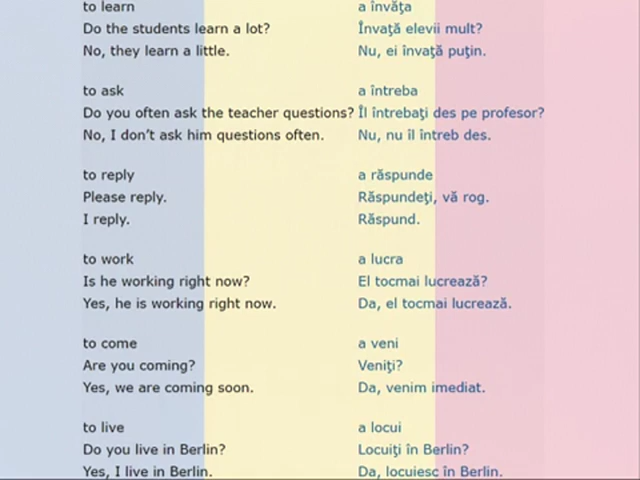 to learn a învăţa
Do the students learn a lot? Învaţă elevii mult?
No, they learn a little. Nu, ei învaţă puţin.
to ask a întreba
Do you often ask the teacher questions? Îl întrebaţi des pe profesor?
No, I don't ask him questions often. Nu, nu îl întreb des.
to reply a răspunde
Please reply. Răspundeţi, vă rog.
I reply. Răspund.
to work a lucra
Is he working right now? El tocmai lucrează?
Yes, he is working right now. Da, el tocmai lucrează.
to come a veni
Are you coming? Veniţi?
Yes, we are coming soon. Da, venim imediat.
to live a locui
Do you live in Berlin? Locuiţi în Berlin?
Yes, I live in Berlin. Da, locuiesc în Berlin.